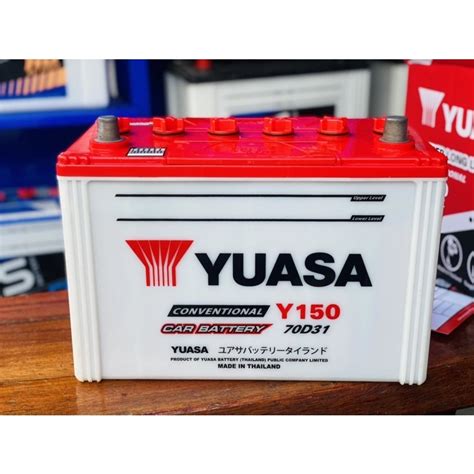 Upper Level
Lower Level
YUASA
CONVENTIONAL Y150
CAR BATTERY 70D31
YUASA ユアサバッテリータイランド
PRODUCT OF YUASA BATTERY (THAILAND) PUBLIC COMPANY LIMITED
MADE IN THAILAND
YUA
LONG L